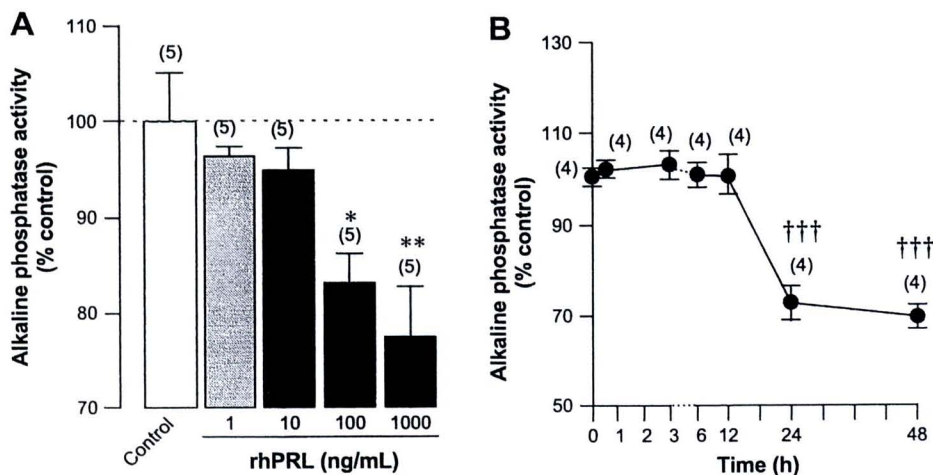 A
Alkaline phosphatase activity
(% control)
110
100
90
80
70
(5)
(5)
(5)
*
(5)
**
(5)
Control
1 10 100 1000
rhPRL (ng/mL)
B
Alkaline phosphatase activity
(% control)
130
110
90
70
50
(4)
(4)
(4)
(4)
(4)
†††
(4)
†††
(4)
0 1 2 3 6 12 24 48
Time (h)